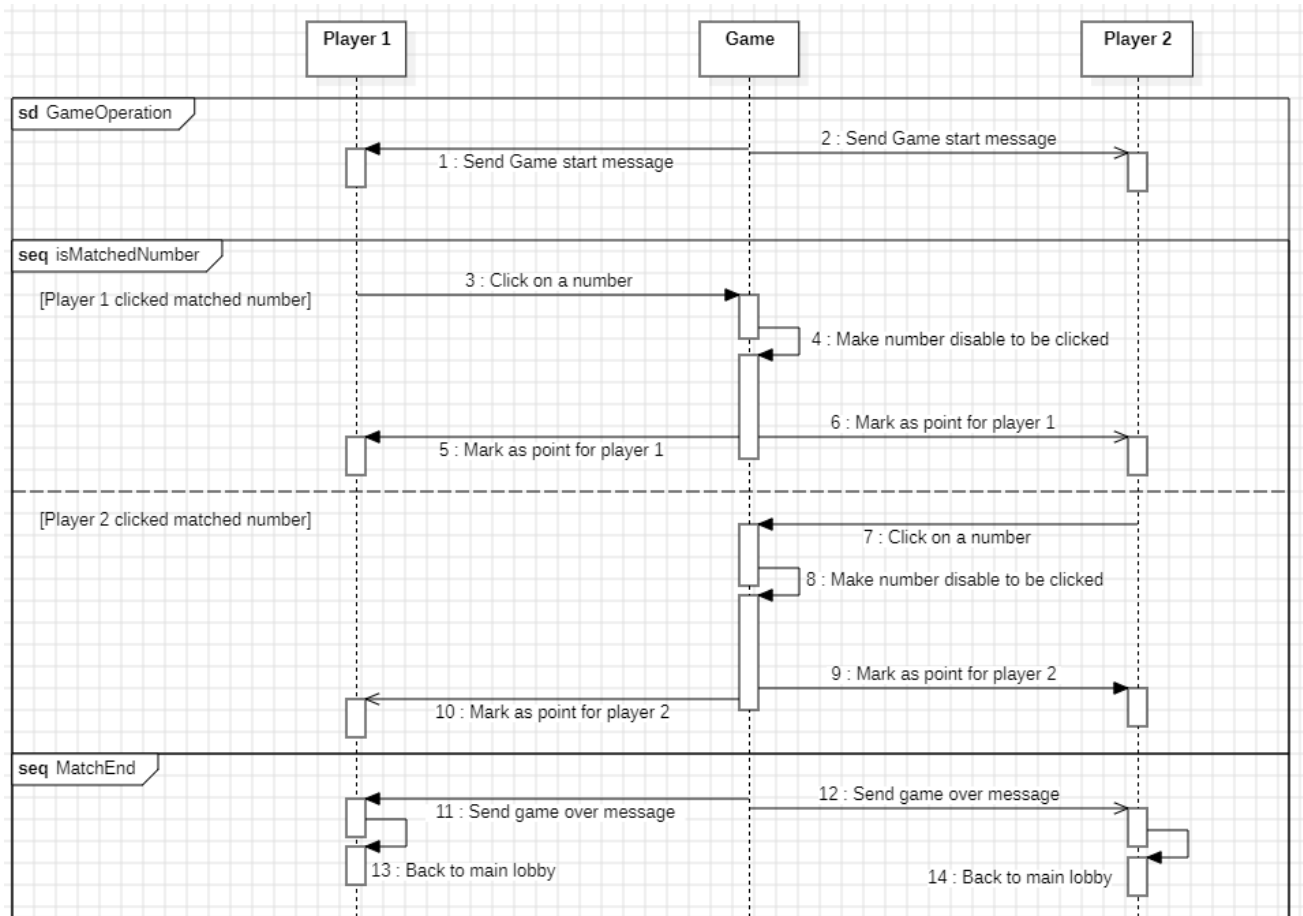 Player 1
Game
Player 2
sd GameOperation
2 : Send Game start message
1 : Send Game start message
seq isMatchedNumber
3 : Click on a number
[Player 1 clicked matched number]
4 : Make number disable to be clicked
6 : Mark as point for player 1
5 : Mark as point for player 1
[Player 2 clicked matched number]
7 : Click on a number
8 : Make number disable to be clicked
9 : Mark as point for player 2
10 : Mark as point for player 2
seq MatchEnd
12 : Send game over message
11 : Send game over message
13 : Back to main lobby
14 : Back to main lobby